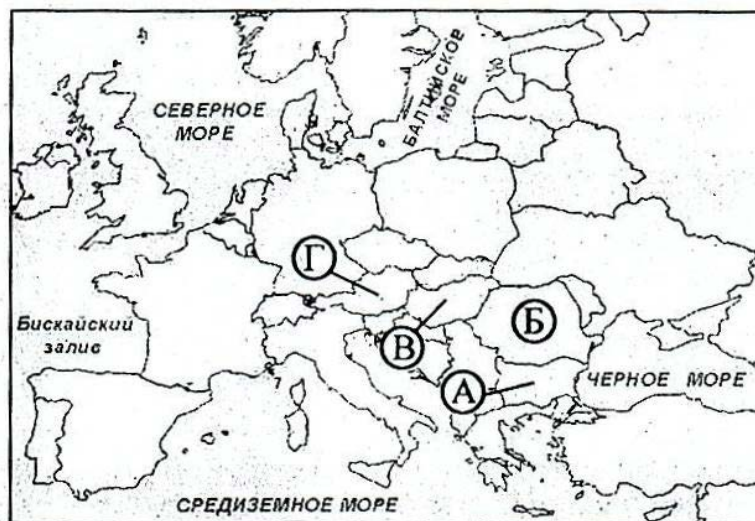 СЕВЕРНОЕ
МОРЕ
БАЛТИЙСКОЕ
МОРЕ
Г
Бискайский
залив
В
Б
А
ЧЕРНОЕ МОРЕ
СРЕДИЗЕМНОЕ МОРЕ